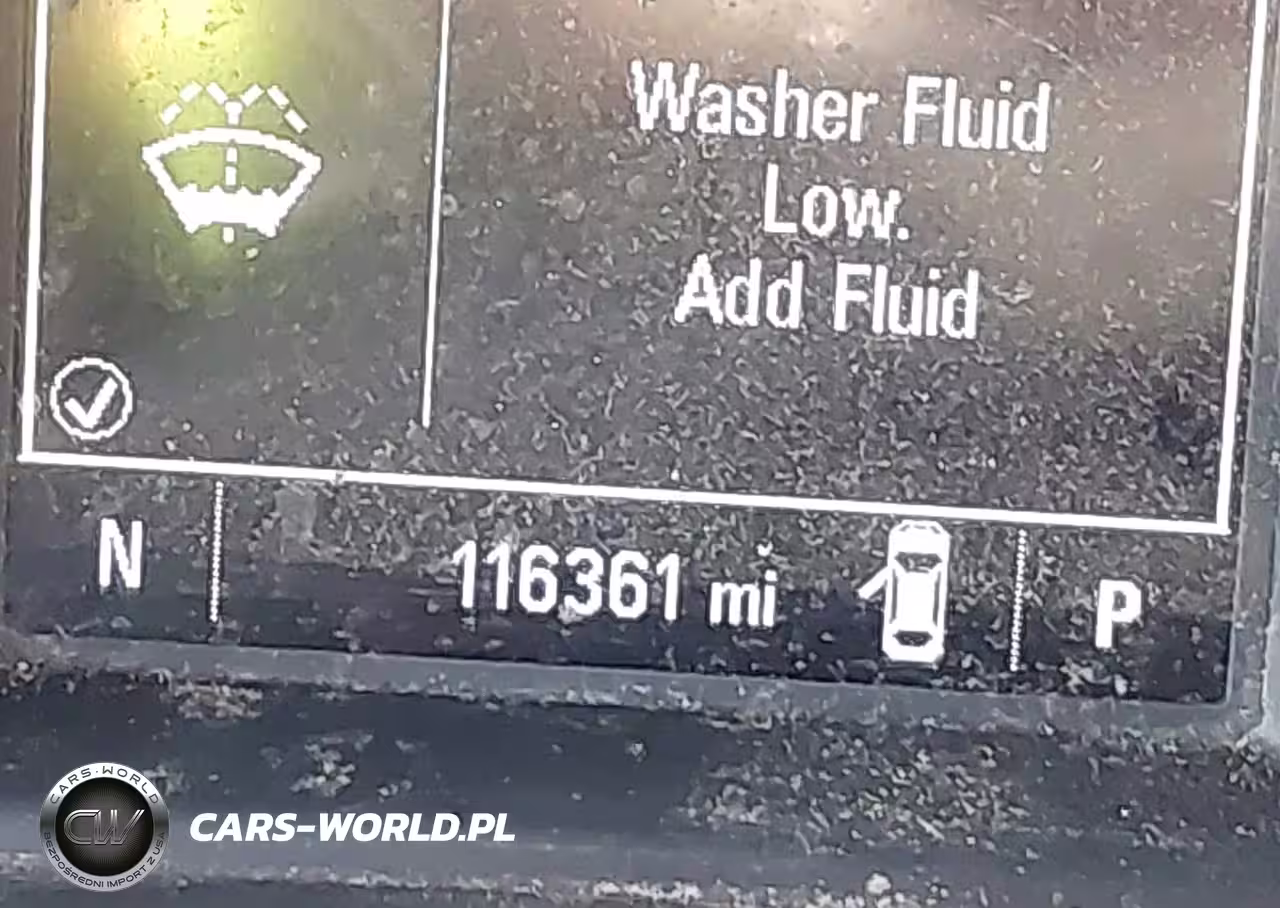 Washer Fluid
Low.
Add Fluid
N
116361 mi
P
CARS-WORLD
CW
BEZPOŚREDNI IMPORT Z USA
CARS-WORLD.PL